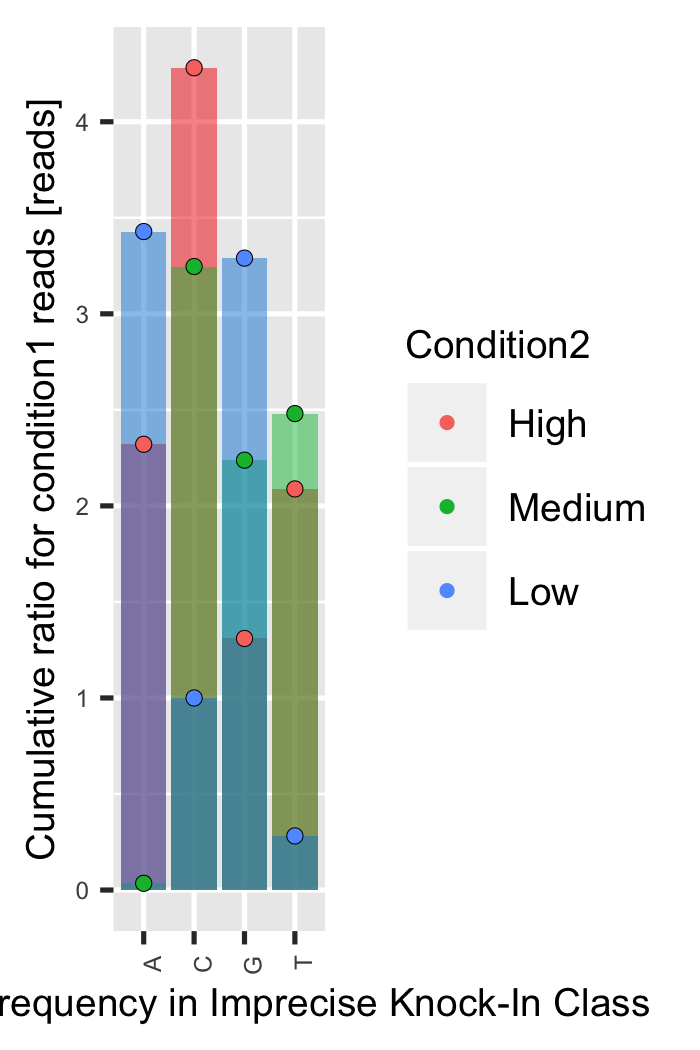 Cumulative ratio for condition1 reads [reads]
4
3
2
1
0
A
C
G
T
requency in Imprecise Knock-In Class
Condition2
High
Medium
Low